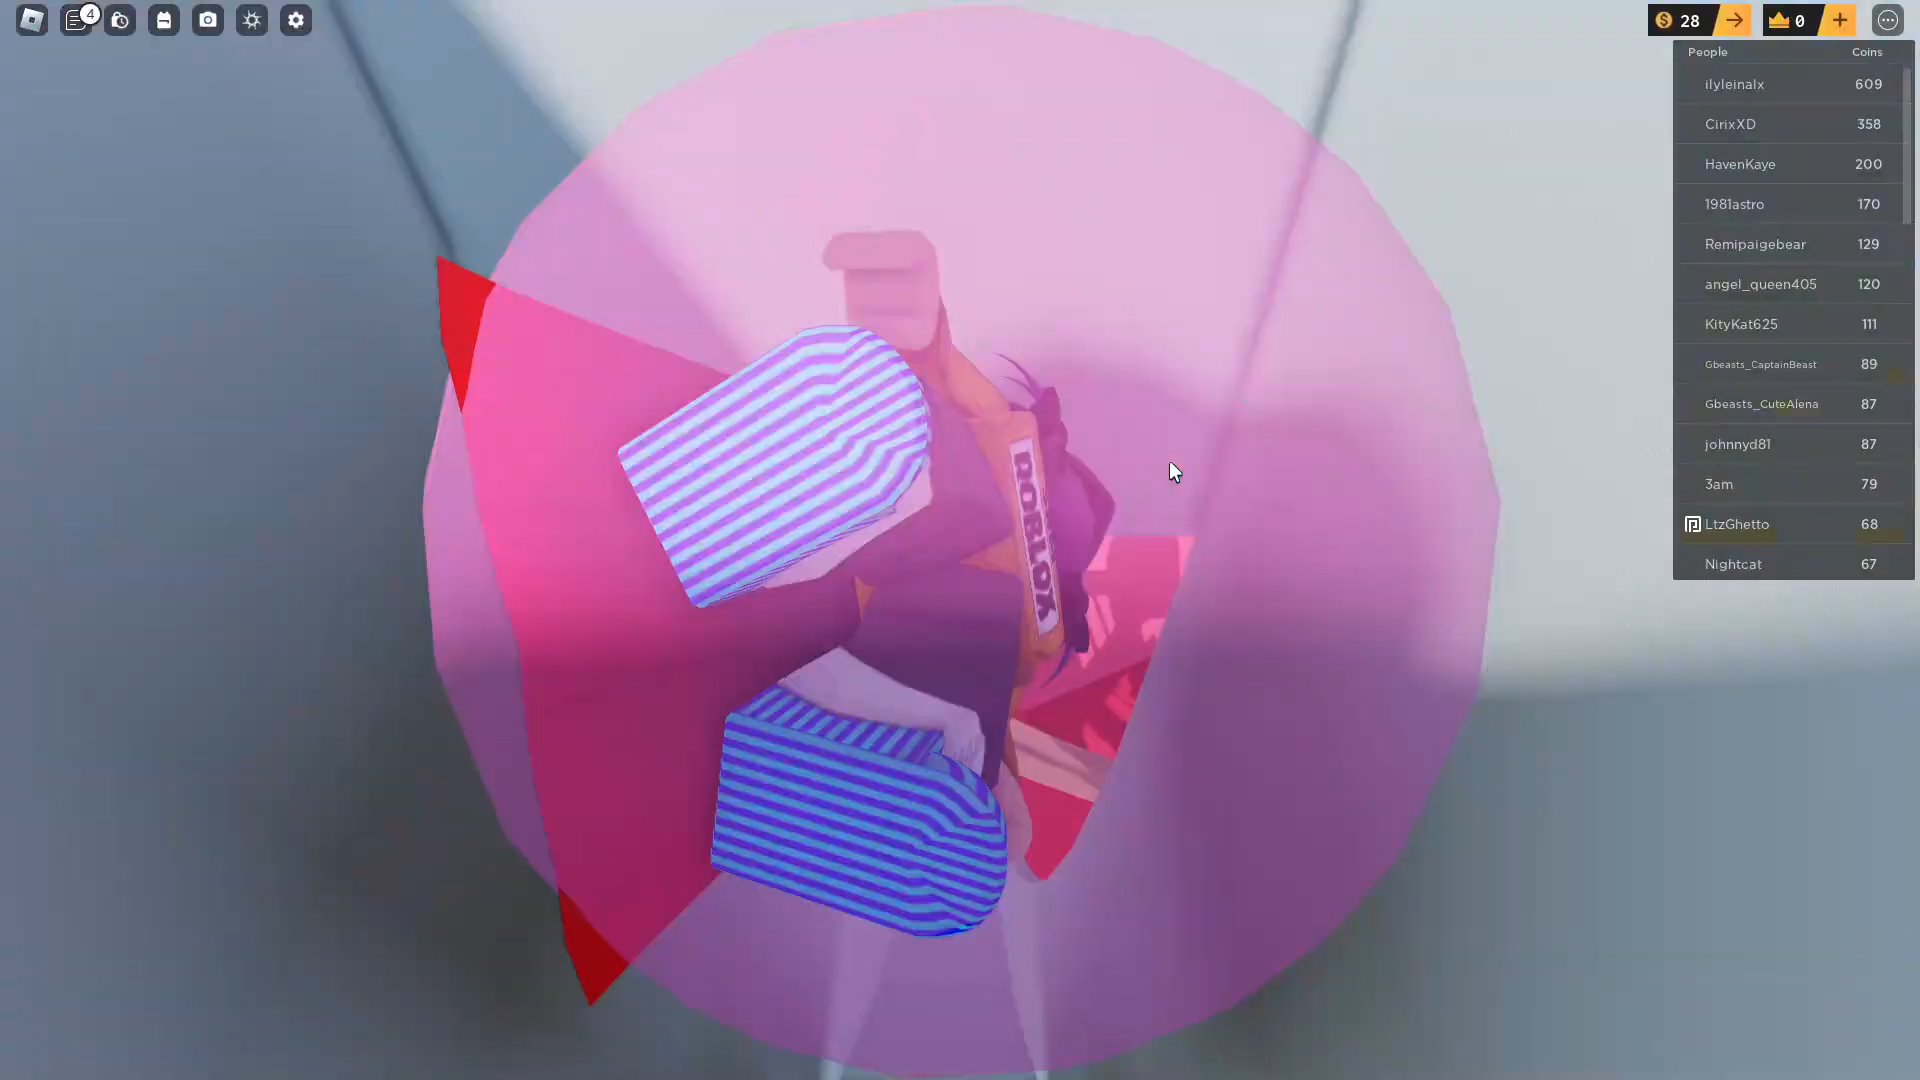 4
28
0
People Coins
ilyleinalx 609
CirixXD 358
HavenKaye 200
1981astro 170
Remipaigebear 129
angel_queen405 120
KityKat625 111
Gbeasts_CaptainBeast 89
Gbeasts_CuteAlena 87
johnnyd81 87
3am 79
LtzGhetto 68
Nightcat 67
ROBLOX